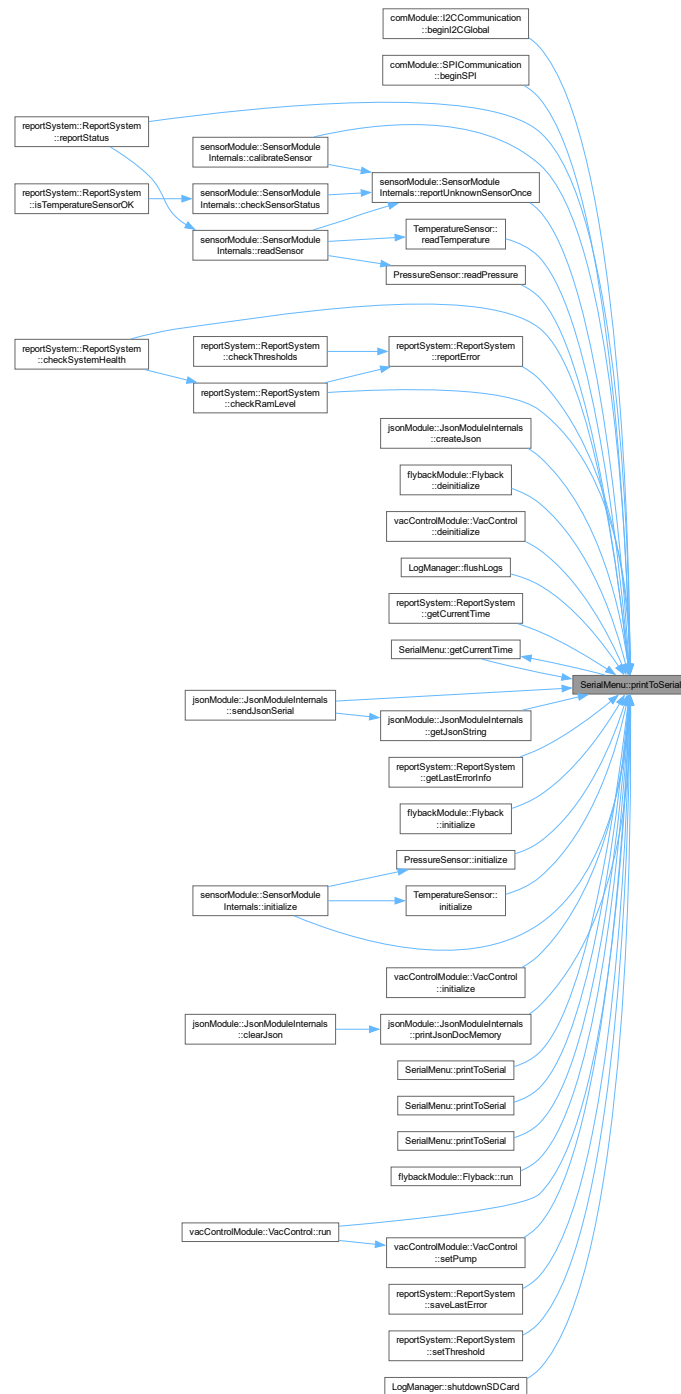 comModule::I2CCommunication
::beginI2CGlobal
comModule::SPICommunication
::beginSPI
reportSystem::ReportSystem
::reportStatus
sensorModule::SensorModule
Internals::calibrateSensor
sensorModule::SensorModule
Internals::reportUnknownSensorOnce
reportSystem::ReportSystem
::isTemperatureSensorOK
sensorModule::SensorModule
Internals::checkSensorStatus
sensorModule::SensorModule
Internals::readSensor
TemperatureSensor::
readTemperature
PressureSensor::readPressure
reportSystem::ReportSystem
::checkSystemHealth
reportSystem::ReportSystem
::checkThresholds
reportSystem::ReportSystem
::reportError
reportSystem::ReportSystem
::checkRamLevel
jsonModule::JsonModuleInternals
::createJson
flybackModule::Flyback
::deinitialize
vacControlModule::VacControl
::deinitialize
LogManager::flushLogs
reportSystem::ReportSystem
::getCurrentTime
SerialMenu::getCurrentTime
SerialMenu::printToSerial
jsonModule::JsonModuleInternals
::sendJsonSerial
jsonModule::JsonModuleInternals
::getJsonString
reportSystem::ReportSystem
::getLastErrorInfo
flybackModule::Flyback
::initialize
PressureSensor::initialize
sensorModule::SensorModule
Internals::initialize
TemperatureSensor::
initialize
vacControlModule::VacControl
::initialize
jsonModule::JsonModuleInternals
::clearJson
jsonModule::JsonModuleInternals
::printJsonDocMemory
SerialMenu::printToSerial
SerialMenu::printToSerial
SerialMenu::printToSerial
flybackModule::Flyback::run
vacControlModule::VacControl::run
vacControlModule::VacControl
::setPump
reportSystem::ReportSystem
::saveLastError
reportSystem::ReportSystem
::setThreshold
LogManager::shutdownSDCard